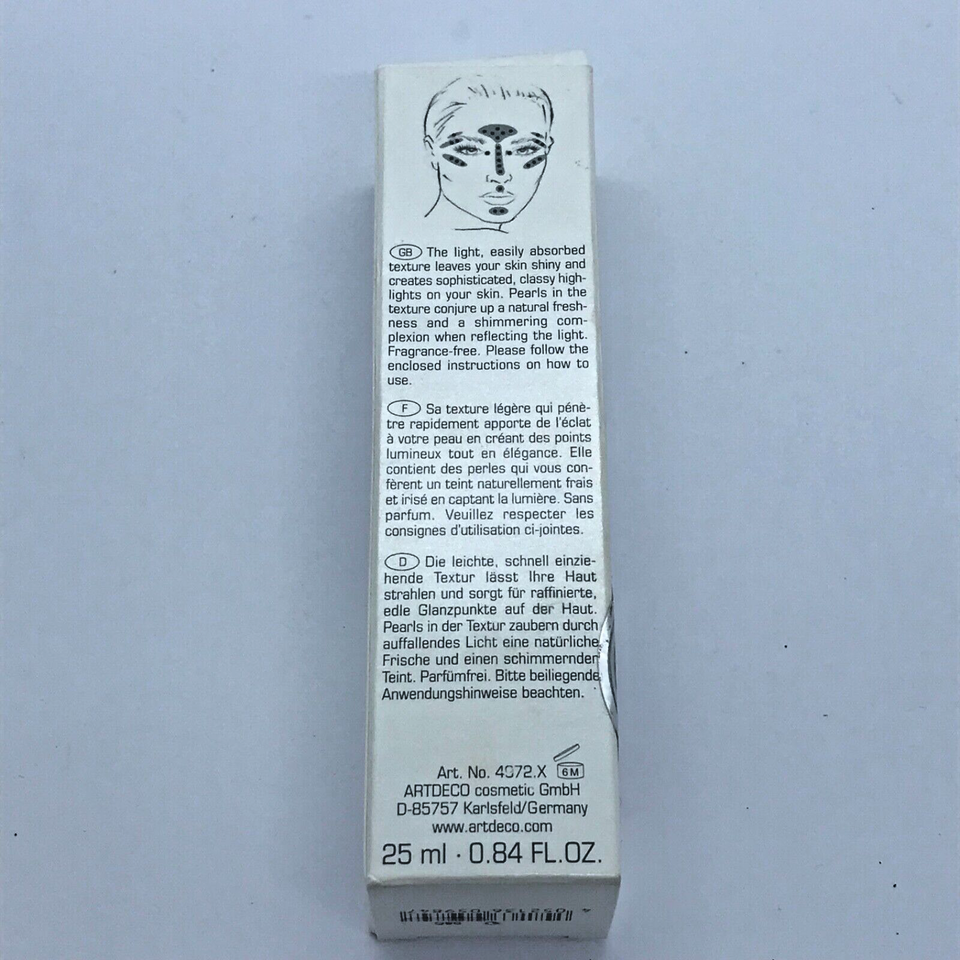 GB The light, easily absorbed
texture leaves your skin shiny and
creates sophisticated, classy high-
lights on your skin. Pearls in the
texture conjure up a natural fresh-
ness and a shimmering com-
plexion when reflecting the light.
Fragrance-free. Please follow the
enclosed instructions on how to
use.
F Sa texture légère qui pénè-
tre rapidement apporte de l'éclat
à votre peau en créant des points
lumineux tout en élégance. Elle
contient des perles qui vous con-
fèrent un teint naturellement frais
et irisé en captant la lumière. Sans
parfum. Veuillez respecter les
consignes d'utilisation ci-jointes.
D Die leichte, schnell einzie-
hende Textur lässt Ihre Haut
strahlen und sorgt für raffinierte,
edle Glanzpunkte auf der Haut.
Pearls in der Textur zaubern durch
auffallendes Licht eine natürliche
Frische und einen schimmernden
Teint. Parfümfrei. Bitte beiliegende
Anwendungshinweise beachten.
Art. No. 4972.X 6M
ARTDECO cosmetic GmbH
D-85757 Karlsfeld/Germany
www.artdeco.com
25 ml · 0.84 FL.OZ.